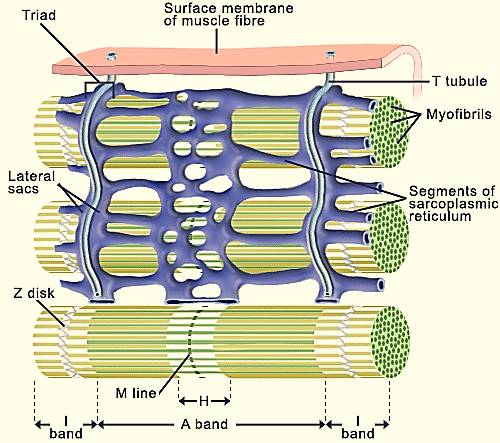 Surface membrane
of muscle fibre
Triad
T tubule
Myofibrils
Lateral
sacs
Segments of
sarcoplasmic
reticulum
Z disk
M line
H
I
band
A band
I
band